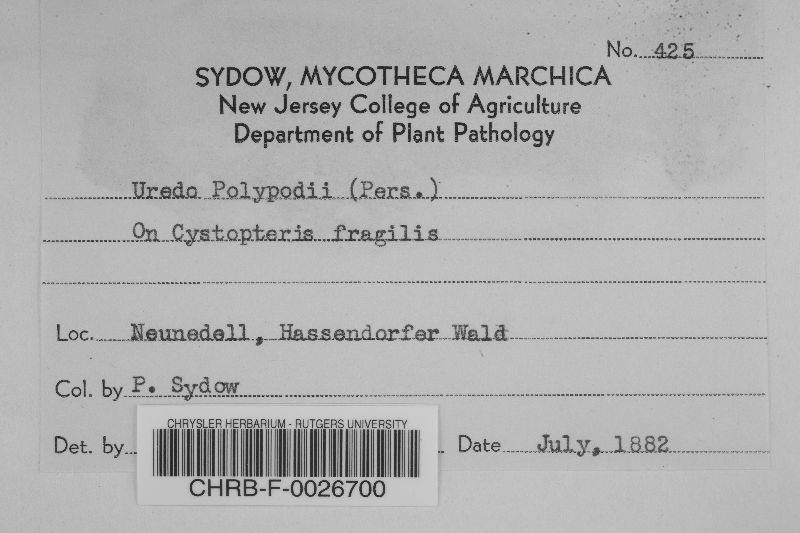 No. 425
SYDOW, MYCOTHECA MARCHICA
New Jersey College of Agriculture
Department of Plant Pathology
Uredo Polypodii (Pers.)
On Cystopteris fragilis
Loc. Neunedell, Hassendorfer Wald
Col. by P. Sydow
Det. by Date July, 1882
CHRYSLER HERBARIUM - RUTGERS UNIVERSITY
CHRB-F-0026700